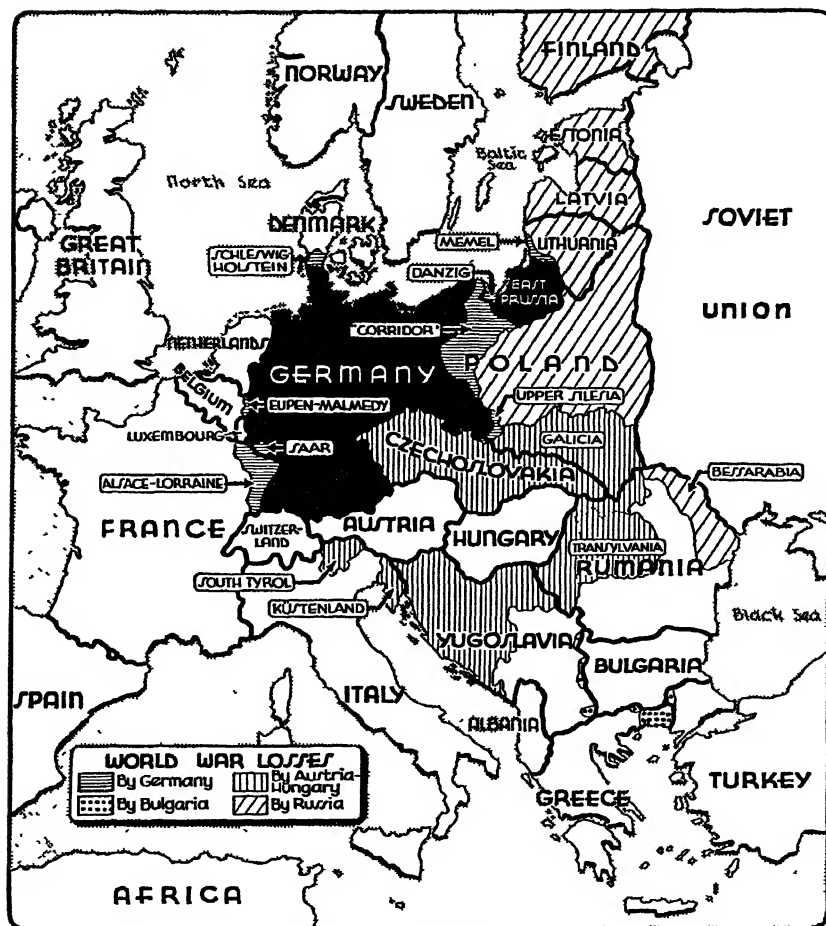 FINLAND
NORWAY
SWEDEN
ESTONIA
Baltic
Sea
North Sea
LATVIA
SOVIET
UNION
DENMARK
MEMEL
LITHUANIA
GREAT
BRITAIN
SCHLESWIG
HOLSTEIN
DANZIG
EAST
PRUSSIA
"CORRIDOR"
NETHERLANDS
GERMANY
POLAND
BELGIUM
EUPEN-MALMEDY
UPPER SILESIA
LUXEMBOURG
SAAR
GALICIA
CZECHOSLOVAKIA
BESSARABIA
ALSACE-LORRAINE
FRANCE
SWITZER-
LAND
AUSTRIA
HUNGARY
TRANSYLVANIA
RUMANIA
SOUTH TYROL
KÜSTENLAND
Black Sea
YUGOSLAVIA
BULGARIA
SPAIN
ITALY
ALBANIA
WORLD WAR LOSSES
By Germany
By Austria-
Hungary
By Bulgaria
By Russia
GREECE
TURKEY
AFRICA